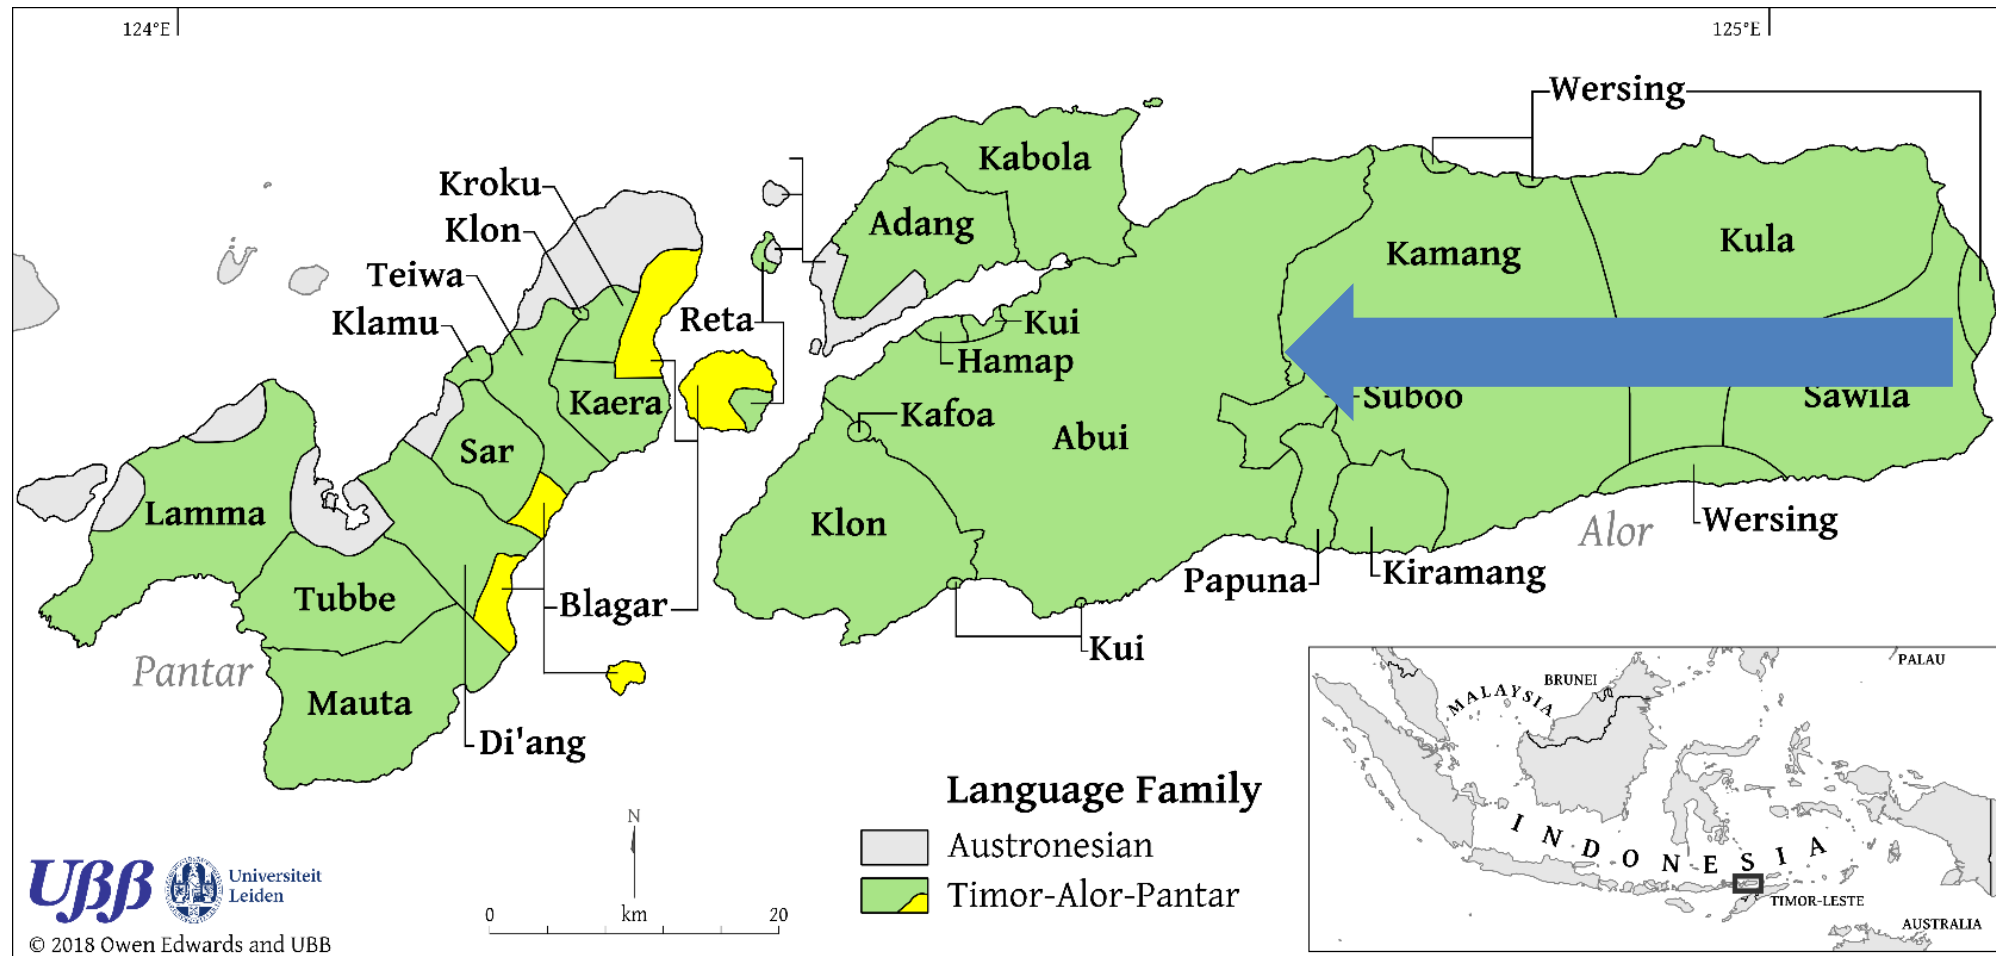 124°E
125°E
Wersing
Kabola
Kroku
Adang
Klon
Kula
Kamang
Teiwa
Klamu
Reta
Kui
Hamap
Kaera
Suboo
Sawila
Kafoa
Abui
Sar
Lamma
Klon
Wersing
Alor
Papuna
Kiramang
Tubbe
Blagar
Kui
Pantar
Mauta
Di'ang
PALAU
BRUNEI
MALAYSIA
INDONESIA
TIMOR-LESTE
AUSTRALIA
Language Family
Austronesian
Timor-Alor-Pantar
N
0 km 20
UBB
Universiteit
Leiden
© 2018 Owen Edwards and UBB